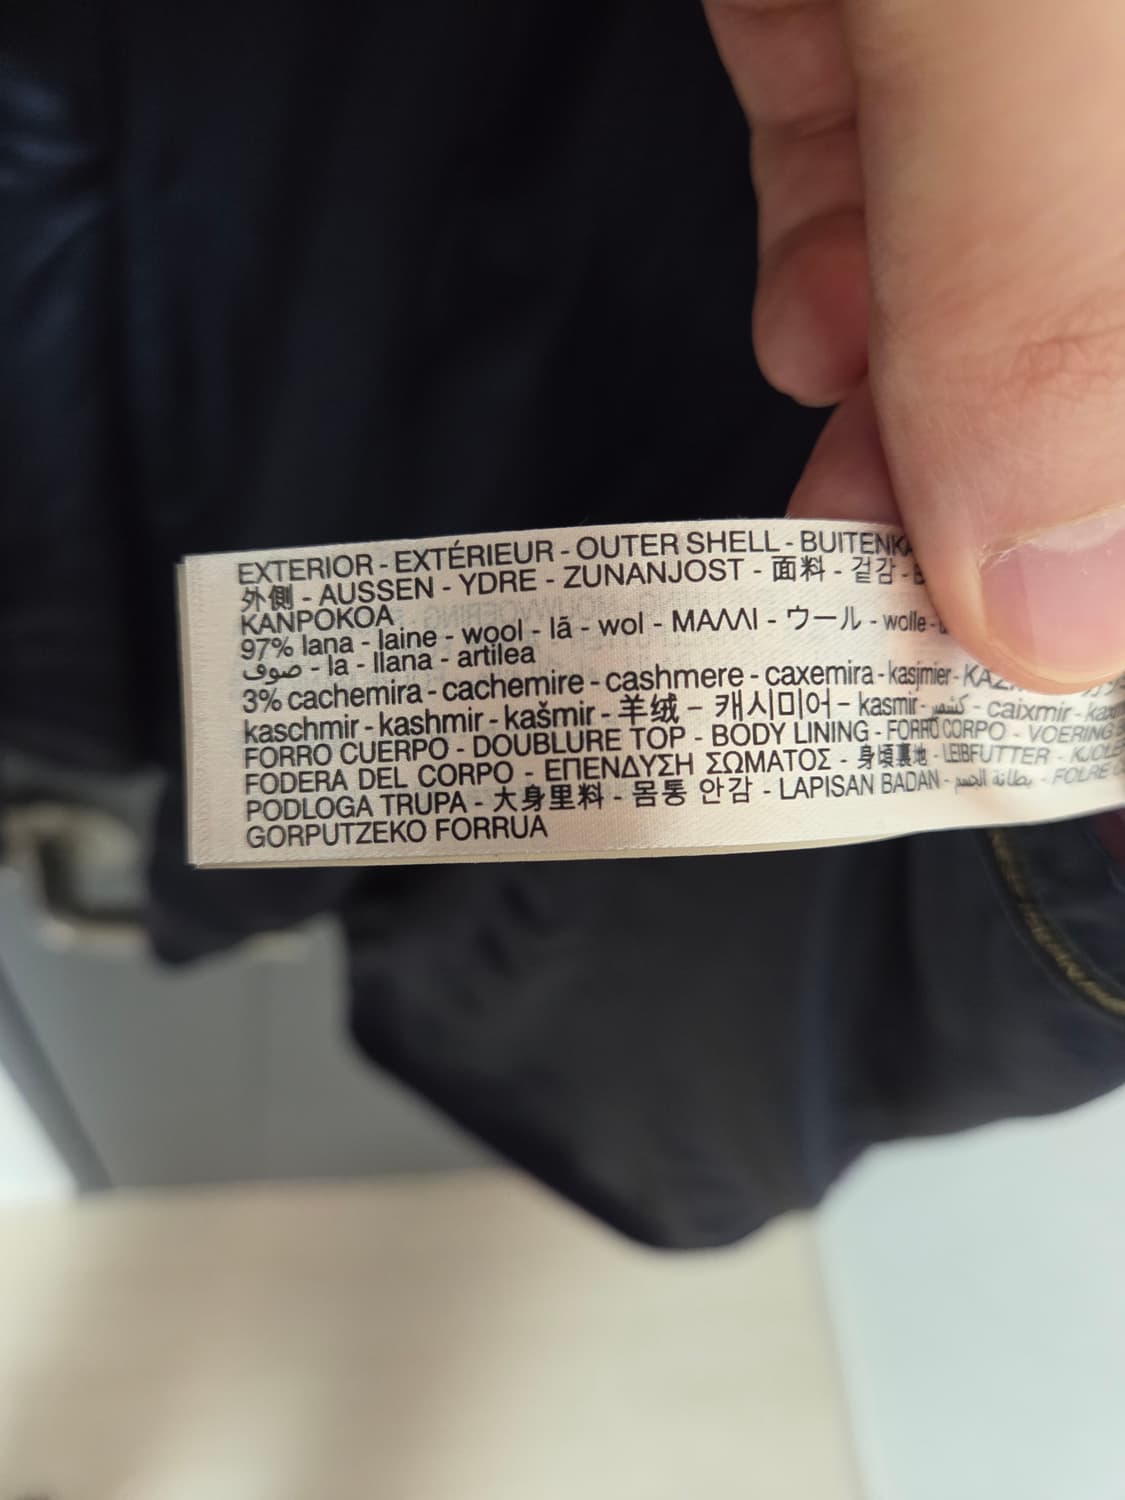 EXTERIOR - EXTÉRIEUR - OUTER SHELL - BUITENKA
外側 - AUSSEN - YDRE - ZUNANJOST - 面料 - 겉감 -
KANPOKOA
97% lana - laine - wool - lã - wol - ΜΑΛΛΙ - ウール - wolle -
صوف - la - llana - artilea
3% cachemira - cachemire - cashmere - caxemira - kasjmier -
kaschmir - kashmir - kašmir - 羊绒 - 캐시미어 - kasmir - كشمير - caixmir -
FORRO CUERPO - DOUBLURE TOP - BODY LINING - FORRO CORPO - VOERING
FODERA DEL CORPO - ΕΠΕΝΔΥΣΗ ΣΩΜΑΤΟΣ - 身頃裏地 - LEIBFUTTER -
PODLOGA TRUPA - 大身里料 - 몸통 안감 - LAPISAN BADAN - بطانة الجسم - FOLRE
GORPUTZEKO FORRUA